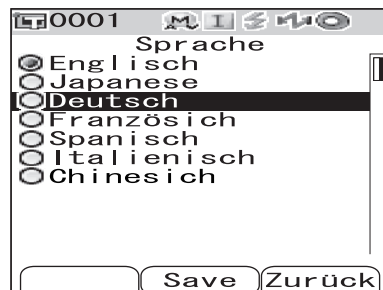 0001 M I
Sprache
Englisch
Japanese
Deutsch
Französich
Spanisch
Italienisch
Chinesich
Save Zurück